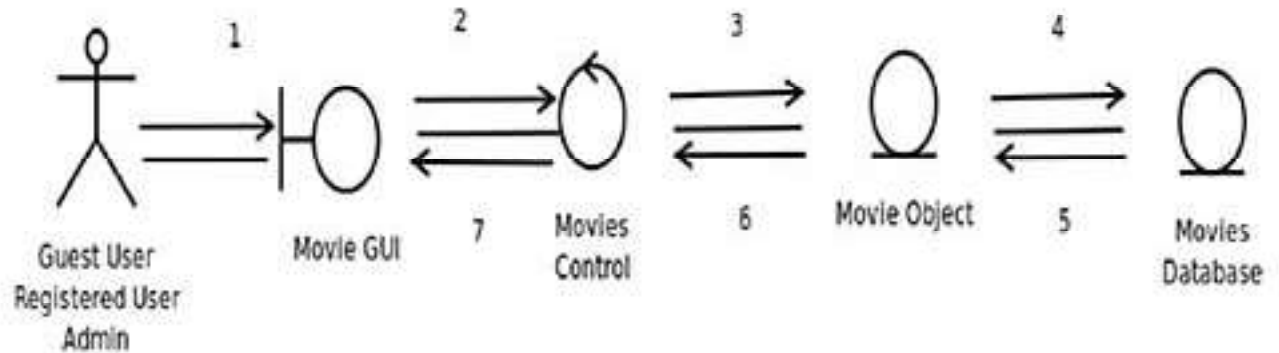 1
2
3
4
Guest User
Registered User
Admin
Movie GUI
7
Movies
Control
6
Movie Object
5
Movies
Database